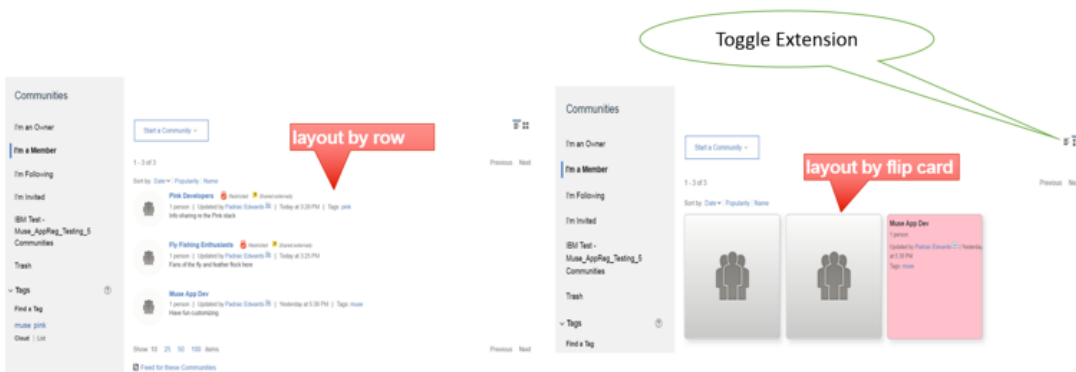 Toggle Extension
Communities
I'm an Owner
I'm a Member
I'm Following
I'm Invited
IBM Test -
Muse_AppReg_Testing_5
Communities
Trash
Tags
Find a Tag
muse pink
Cloud | List
Start a Community
layout by row
1 - 3 of 3
Previous Next
Sort by: Date | Popularity | Name
Pink Developers Restricted Shared externally
1 person | Updated by Padraic Edwards | Today at 3:28 PM | Tags: pink
Info sharing re the Pink stack
Fly Fishing Enthusiasts Restricted Shared externally
1 person | Updated by Padraic Edwards | Today at 3:25 PM
Fans of the fly and feather flock here
Muse App Dev
1 person | Updated by Padraic Edwards | Yesterday at 5:38 PM | Tags: muse
Have fun customizing
Show 10 25 50 100 items
Previous Next
Feed for these Communities
Communities
I'm an Owner
I'm a Member
I'm Following
I'm Invited
IBM Test -
Muse_AppReg_Testing_5
Communities
Trash
Tags
Find a Tag
Start a Community
layout by flip card
1 - 3 of 3
Previous
Sort by: Date | Popularity | Name
Muse App Dev
1 person
Updated by Padraic Edwards | Yesterday
at 5:38 PM
Tags: muse